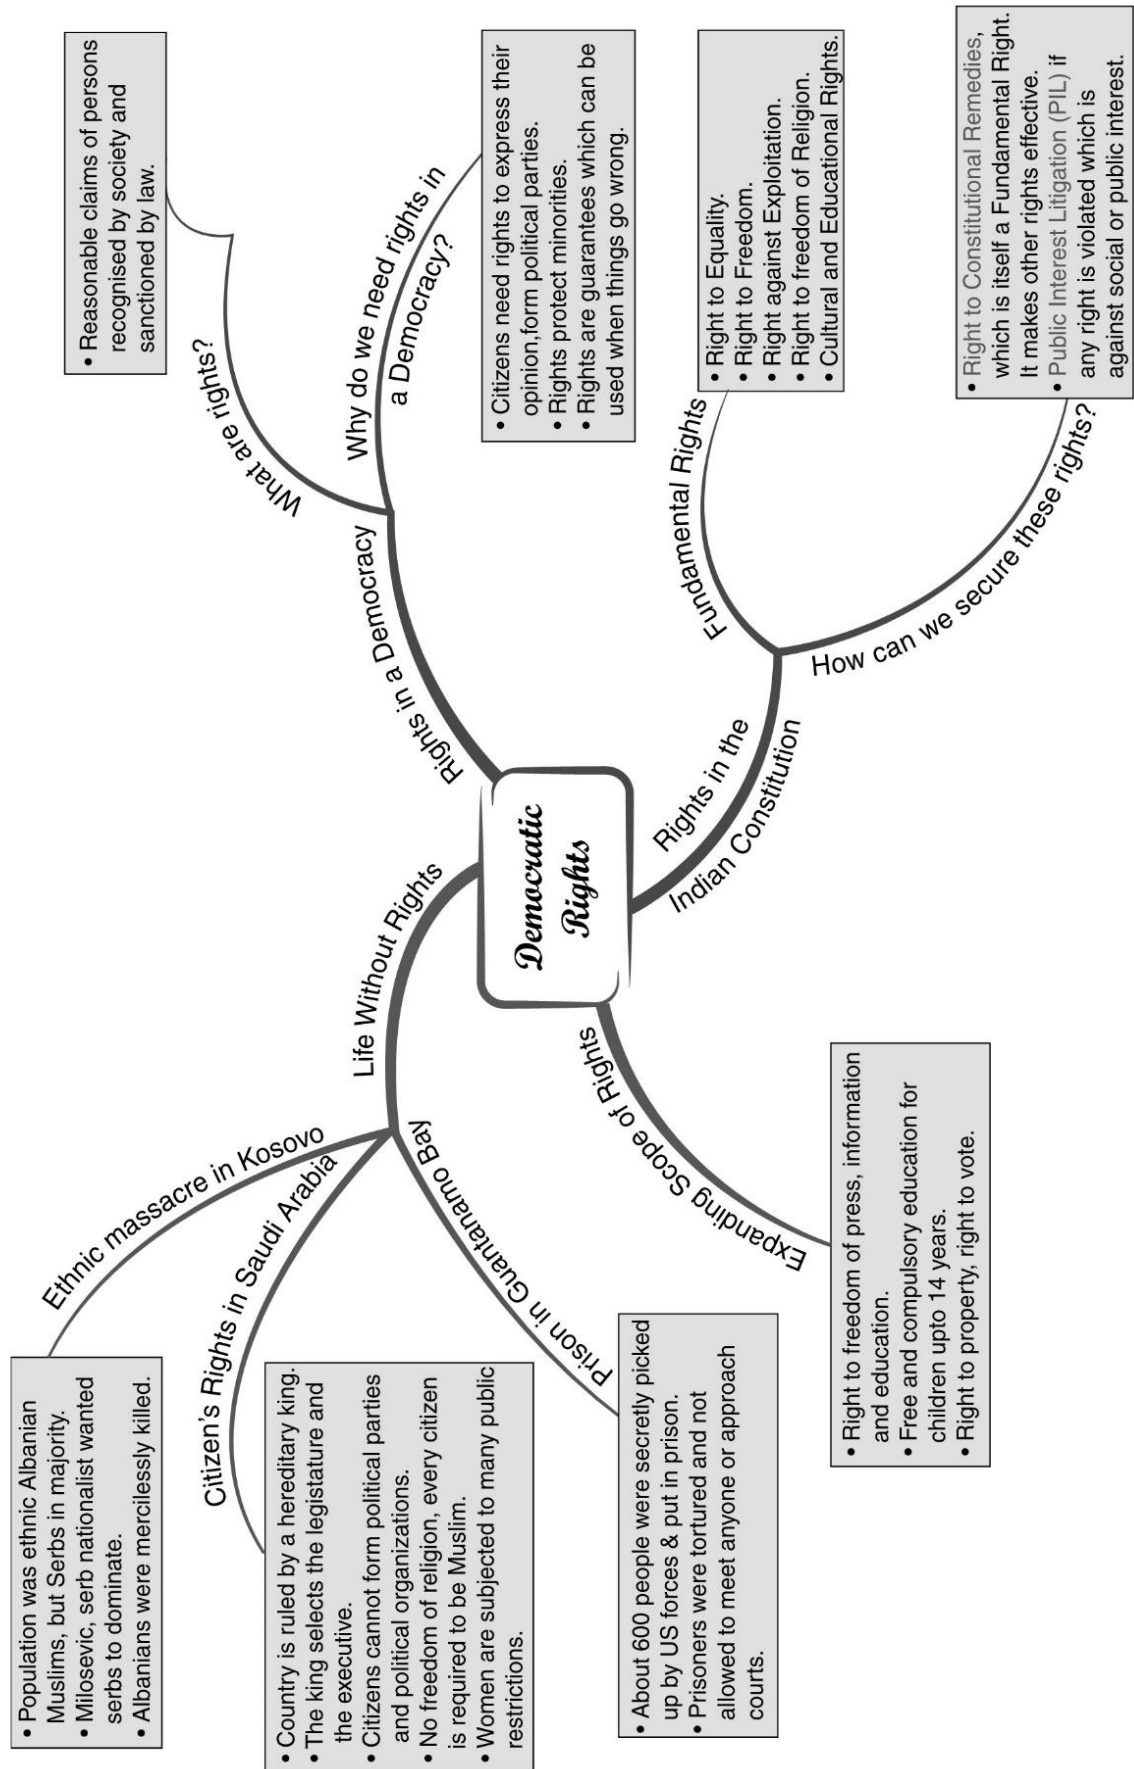 Democratic
Rights
Life Without Rights
Ethnic massacre in Kosovo
• Population was ethnic Albanian
Muslims, but Serbs in majority.
• Milosevic, serb nationalist wanted
serbs to dominate.
• Albanians were mercilessly killed.
Citizen's Rights in Saudi Arabia
• Country is ruled by a hereditary king.
• The king selects the legistature and
the executive.
• Citizens cannot form political parties
and political organizations.
• No freedom of religion, every citizen
is required to be Muslim.
• Women are subjected to many public
restrictions.
Prison in Guantanamo Bay
• About 600 people were secretly picked
up by US forces & put in prison.
• Prisoners were tortured and not
allowed to meet anyone or approach
courts.
Rights in a Democracy
What are rights?
• Reasonable claims of persons
recognised by society and
sanctioned by law.
Why do we need rights in
a Democracy?
• Citizens need rights to express their
opinion,form political parties.
• Rights protect minorities.
• Rights are guarantees which can be
used when things go wrong.
Rights in the
Indian Constitution
Fundamental Rights
• Right to Equality.
• Right to Freedom.
• Right against Exploitation.
• Right to freedom of Religion.
• Cultural and Educational Rights.
How can we secure these rights?
• Right to Constitutional Remedies,
which is itself a Fundamental Right.
It makes other rights effective.
• Public Interest Litigation (PIL) if
any right is violated which is
against social or public interest.
Expanding Scope of Rights
• Right to freedom of press, information
and education.
• Free and compulsory education for
children upto 14 years.
• Right to property, right to vote.